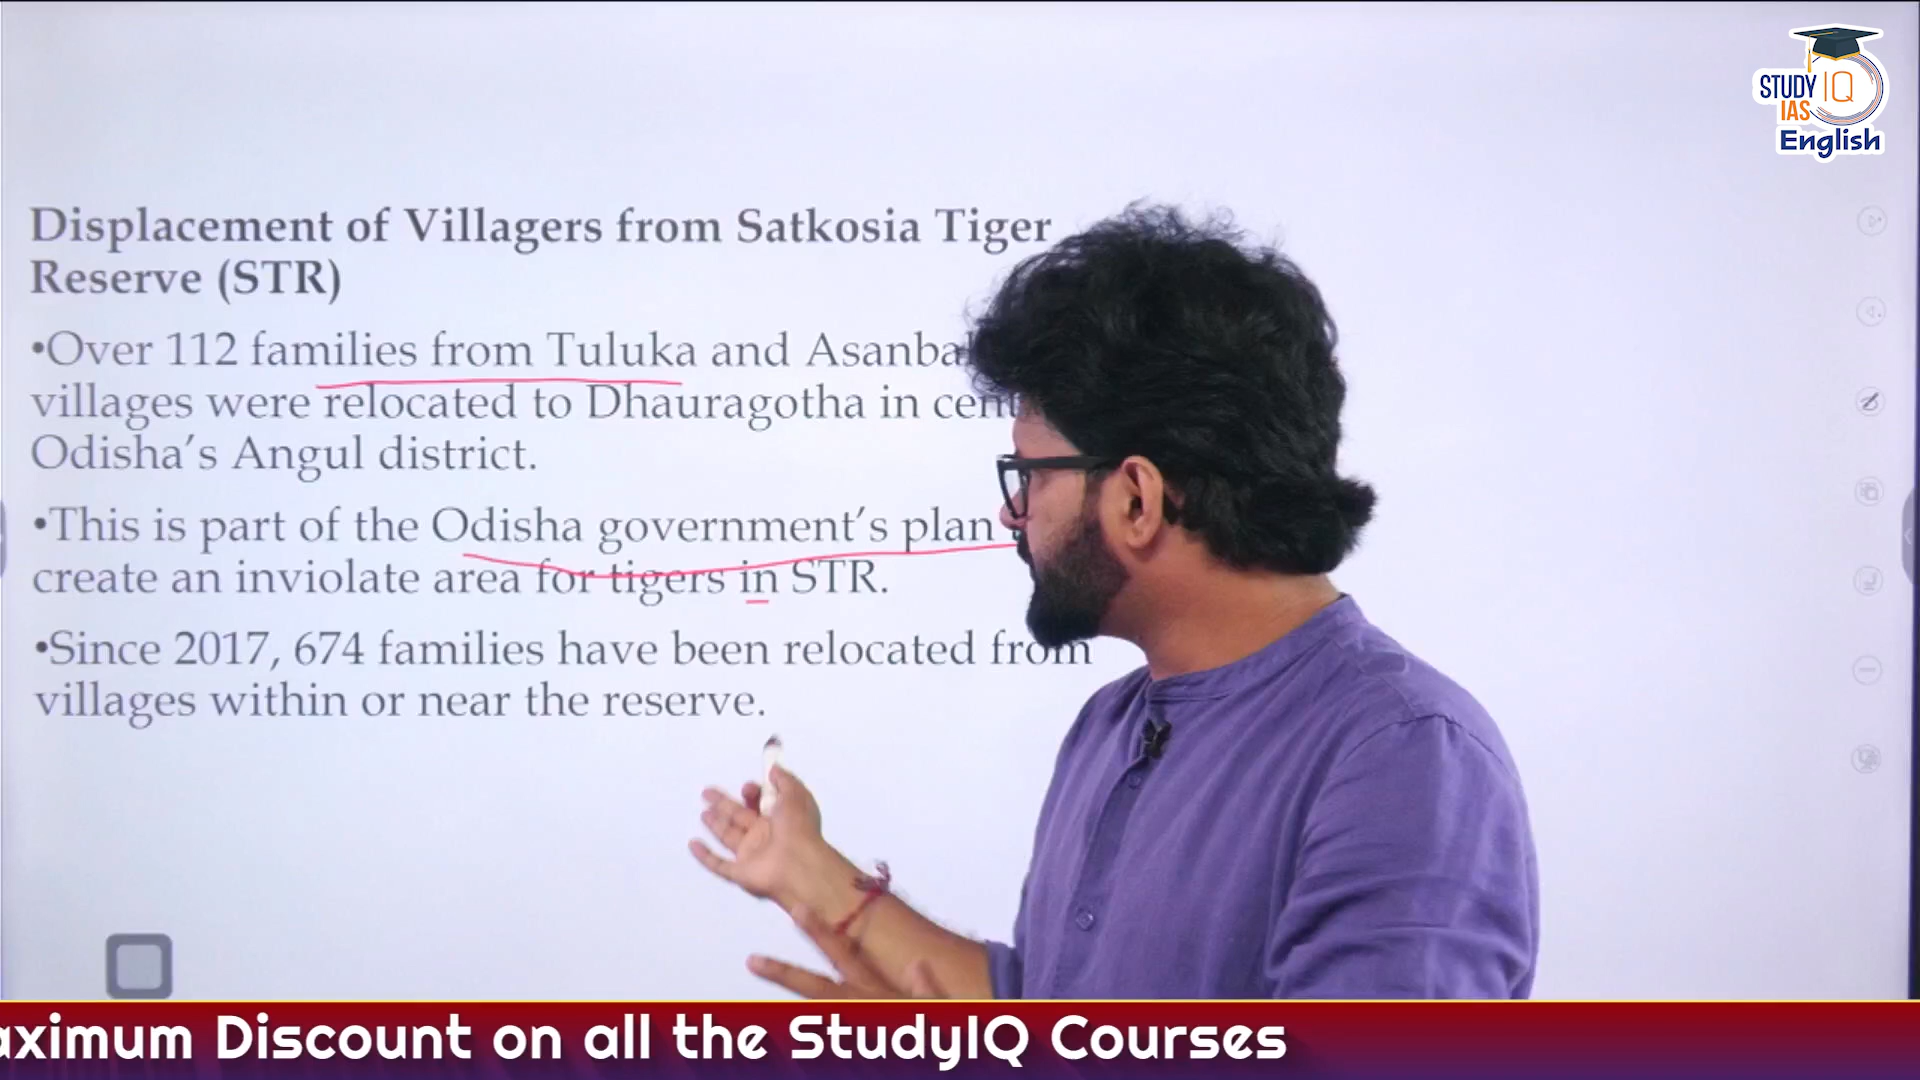 STUDY IQ
IAS
English
Displacement of Villagers from Satkosia Tiger
Reserve (STR)
•Over 112 families from Tuluka and
villages were relocated to Dhauragotha in
Odisha’s Angul district.
•This is part of the Odisha government’s plan
create an inviolate area for tigers in STR.
•Since 2017, 674 families have been relocated from
villages within or near the reserve.
Discount on all the StudyIQ Courses